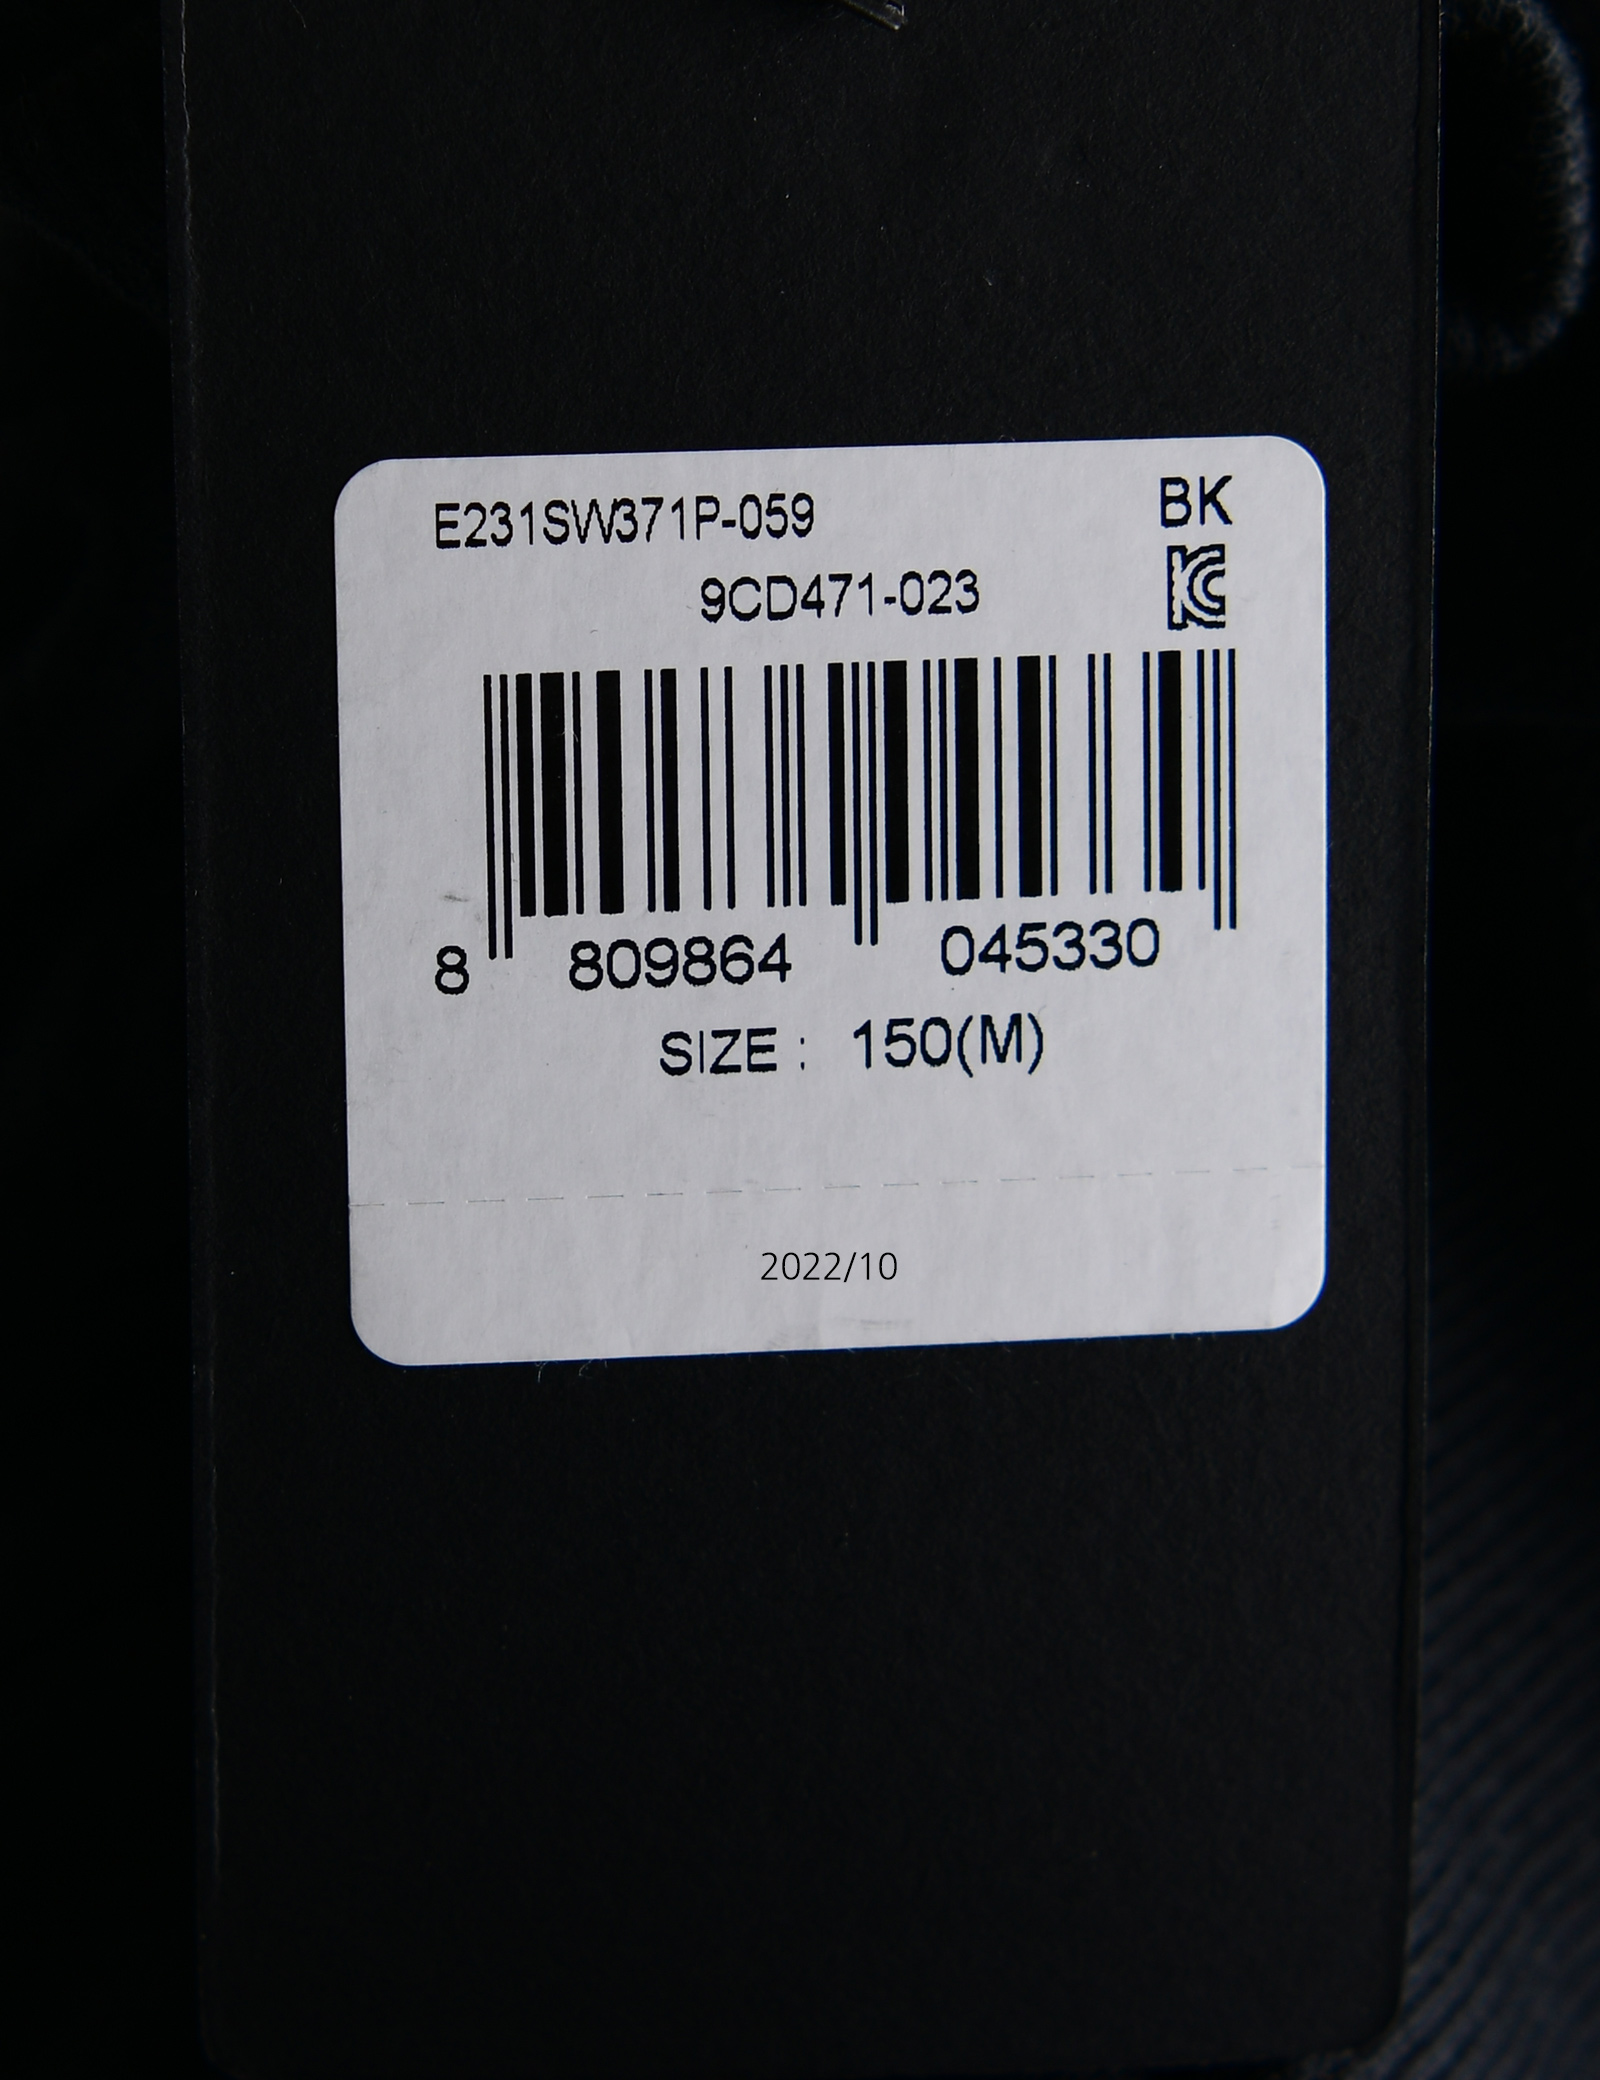 E231SW371P-059 BK
9CD471-023
8 809864 045330
SIZE : 150(M)
2022/10